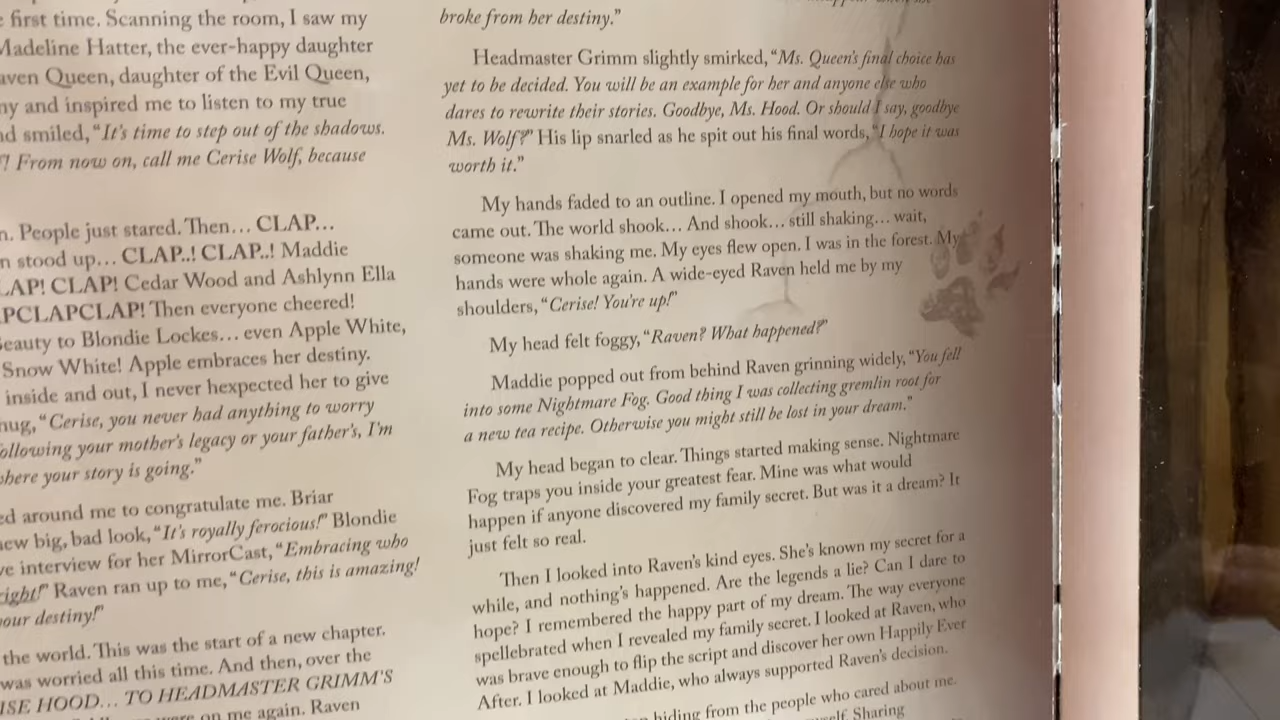 first time. Scanning the room, I saw my
Madeline Hatter, the ever-happy daughter
Queen, daughter of the Evil Queen,
and inspired me to listen to my true
smiled, “It’s time to step out of the shadows.
From now on, call me Cerise Wolf, because
People just stared. Then… CLAP…
stood up… CLAP..! CLAP..! Maddie
CLAP! Cedar Wood and Ashlynn Ella
Then everyone cheered!
to Blondie Lockes… even Apple White,
Snow White! Apple embraces her destiny.
inside and out, I never hexpected her to give
“Cerise, you never had anything to worry
your mother’s legacy or your father’s, I’m
where your story is going.”
around me to congratulate me. Briar
big, bad look, “It’s royally ferocious!” Blondie
interview for her MirrorCast, “Embracing who
Raven ran up to me, “Cerise, this is amazing!
your destiny!”
the world. This was the start of a new chapter.
was worried all this time. And then, over the
HOOD… TO HEADMASTER GRIMM’S
on me again. Raven
broke from her destiny.”
Headmaster Grimm slightly smirked, “Ms. Queen’s final choice has
yet to be decided. You will be an example for her and anyone else who
dares to rewrite their stories. Goodbye, Ms. Hood. Or should I say, goodbye
Ms. Wolf?” His lip snarled as he spit out his final words, “I hope it was
worth it.”
My hands faded to an outline. I opened my mouth, but no words
came out. The world shook… And shook… still shaking… wait,
someone was shaking me. My eyes flew open. I was in the forest. My
hands were whole again. A wide-eyed Raven held me by my
shoulders, “Cerise! You’re up!”
My head felt foggy, “Raven? What happened?”
Maddie popped out from behind Raven grinning widely, “You fell
into some Nightmare Fog. Good thing I was collecting gremlin root for
a new tea recipe. Otherwise you might still be lost in your dream.”
My head began to clear. Things started making sense. Nightmare
Fog traps you inside your greatest fear. Mine was what would
happen if anyone discovered my family secret. But was it a dream? It
just felt so real.
Then I looked into Raven’s kind eyes. She’s known my secret for a
while, and nothing’s happened. Are the legends a lie? Can I dare to
hope? I remembered the happy part of my dream. The way everyone
spellebrated when I revealed my family secret. I looked at Raven, who
was brave enough to flip the script and discover her own Happily Ever
After. I looked at Maddie, who always supported Raven’s decision.
hiding from the people who cared about me.
Sharing